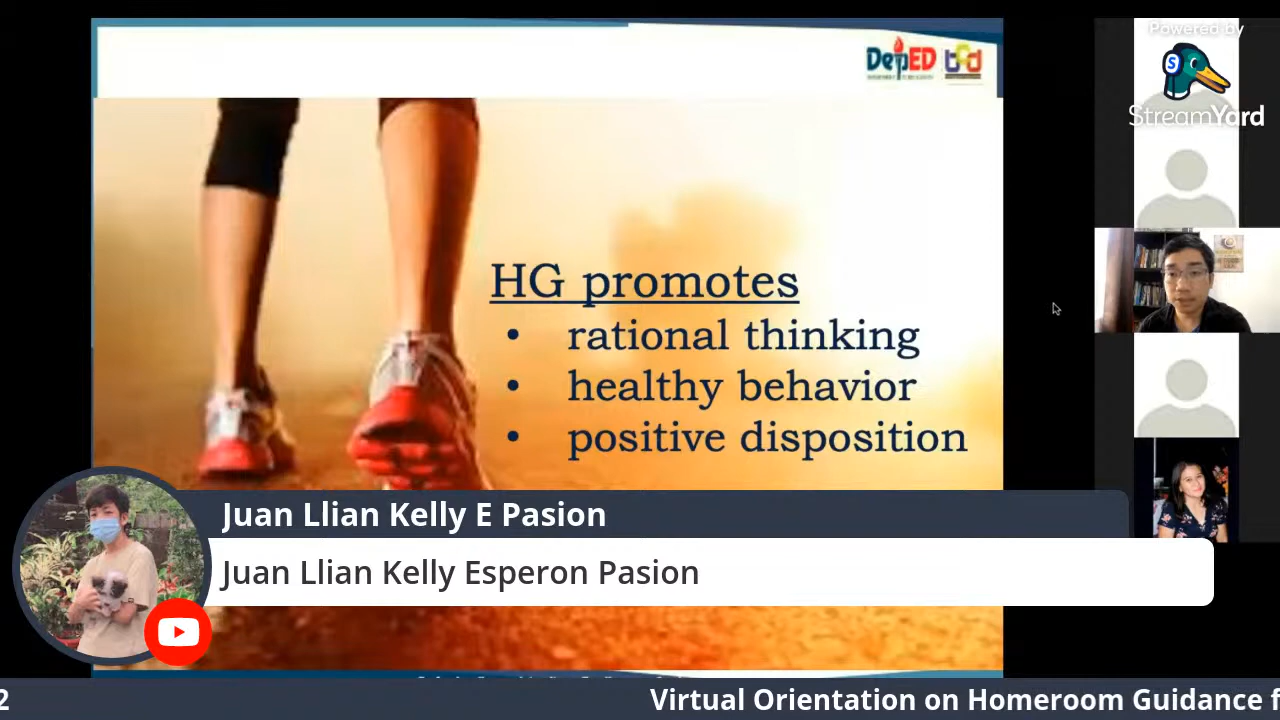 Powered by
StreamYard
DepED
HG promotes
• rational thinking
• healthy behavior
• positive disposition
Juan Llian Kelly E Pasion
Juan Llian Kelly Esperon Pasion
2
Virtual Orientation on Homeroom Guidance f